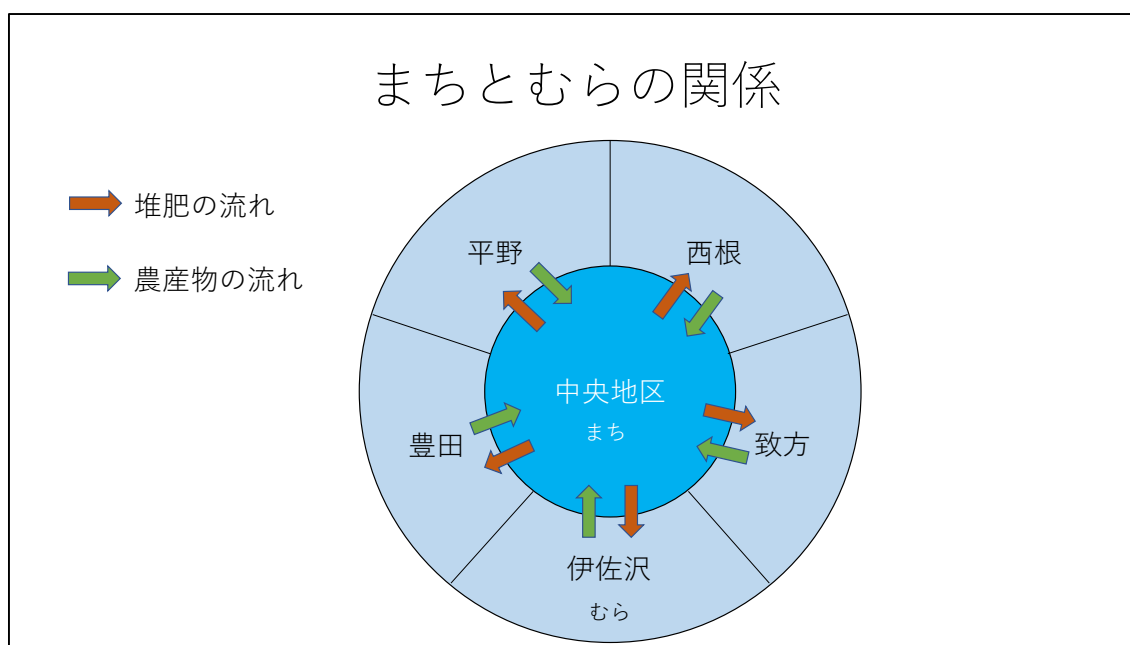 まちとむらの関係
堆肥の流れ
農産物の流れ
平野
西根
中央地区
まち
豊田
致方
伊佐沢
むら